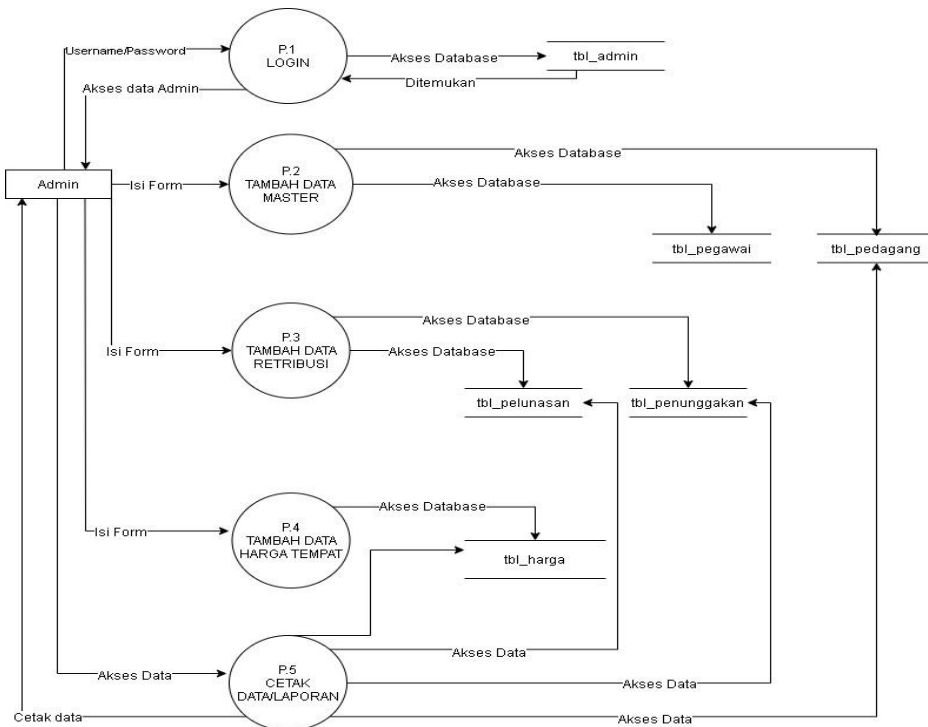 P.1
LOGIN
Username/Password
Akses Database
tbl_admin
Ditemukan
Akses data Admin
P.2
TAMBAH DATA
MASTER
Akses Database
Akses Database
Admin
Isi Form
tbl_pegawai
tbl_pedagang
P.3
TAMBAH DATA
RETRIBUSI
Akses Database
Akses Database
Isi Form
tbl_pelunasan
tbl_penunggakan
P.4
TAMBAH DATA
HARGA TEMPAT
Akses Database
Isi Form
tbl_harga
P.5
CETAK
DATA/LAPORAN
Akses Data
Akses Data
Akses Data
Cetak data
Akses Data